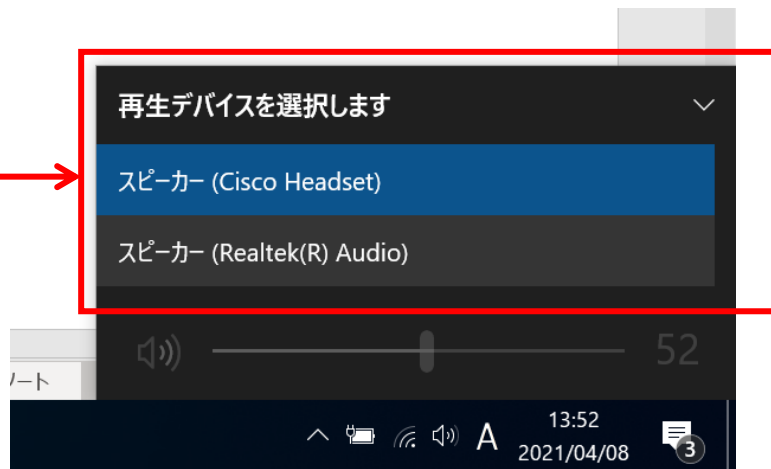 再生デバイスを選択します
スピーカー (Cisco Headset)
スピーカー (Realtek(R) Audio)
52
ート
A
13:52
2021/04/08
3